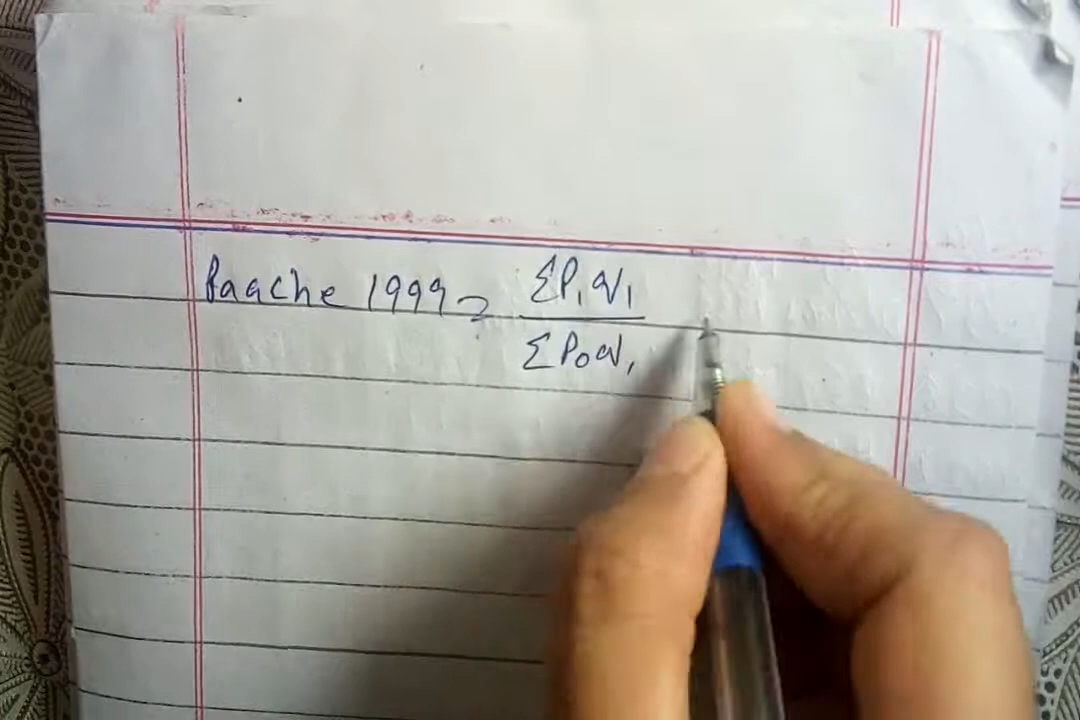 Paache 1999 = ΣP₁q₁ / ΣP₀q₁